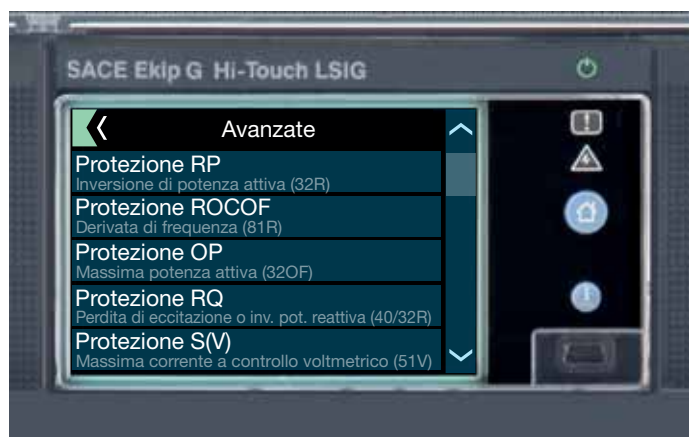 SACE Ekip G Hi-Touch LSIG
Avanzate
Protezione RP
Inversione di potenza attiva (32R)
Protezione ROCOF
Derivata di frequenza (81R)
Protezione OP
Massima potenza attiva (32OF)
Protezione RQ
Perdita di eccitazione o inv. pot. reattiva (40/32R)
Protezione S(V)
Massima corrente a controllo voltmetrico (51V)